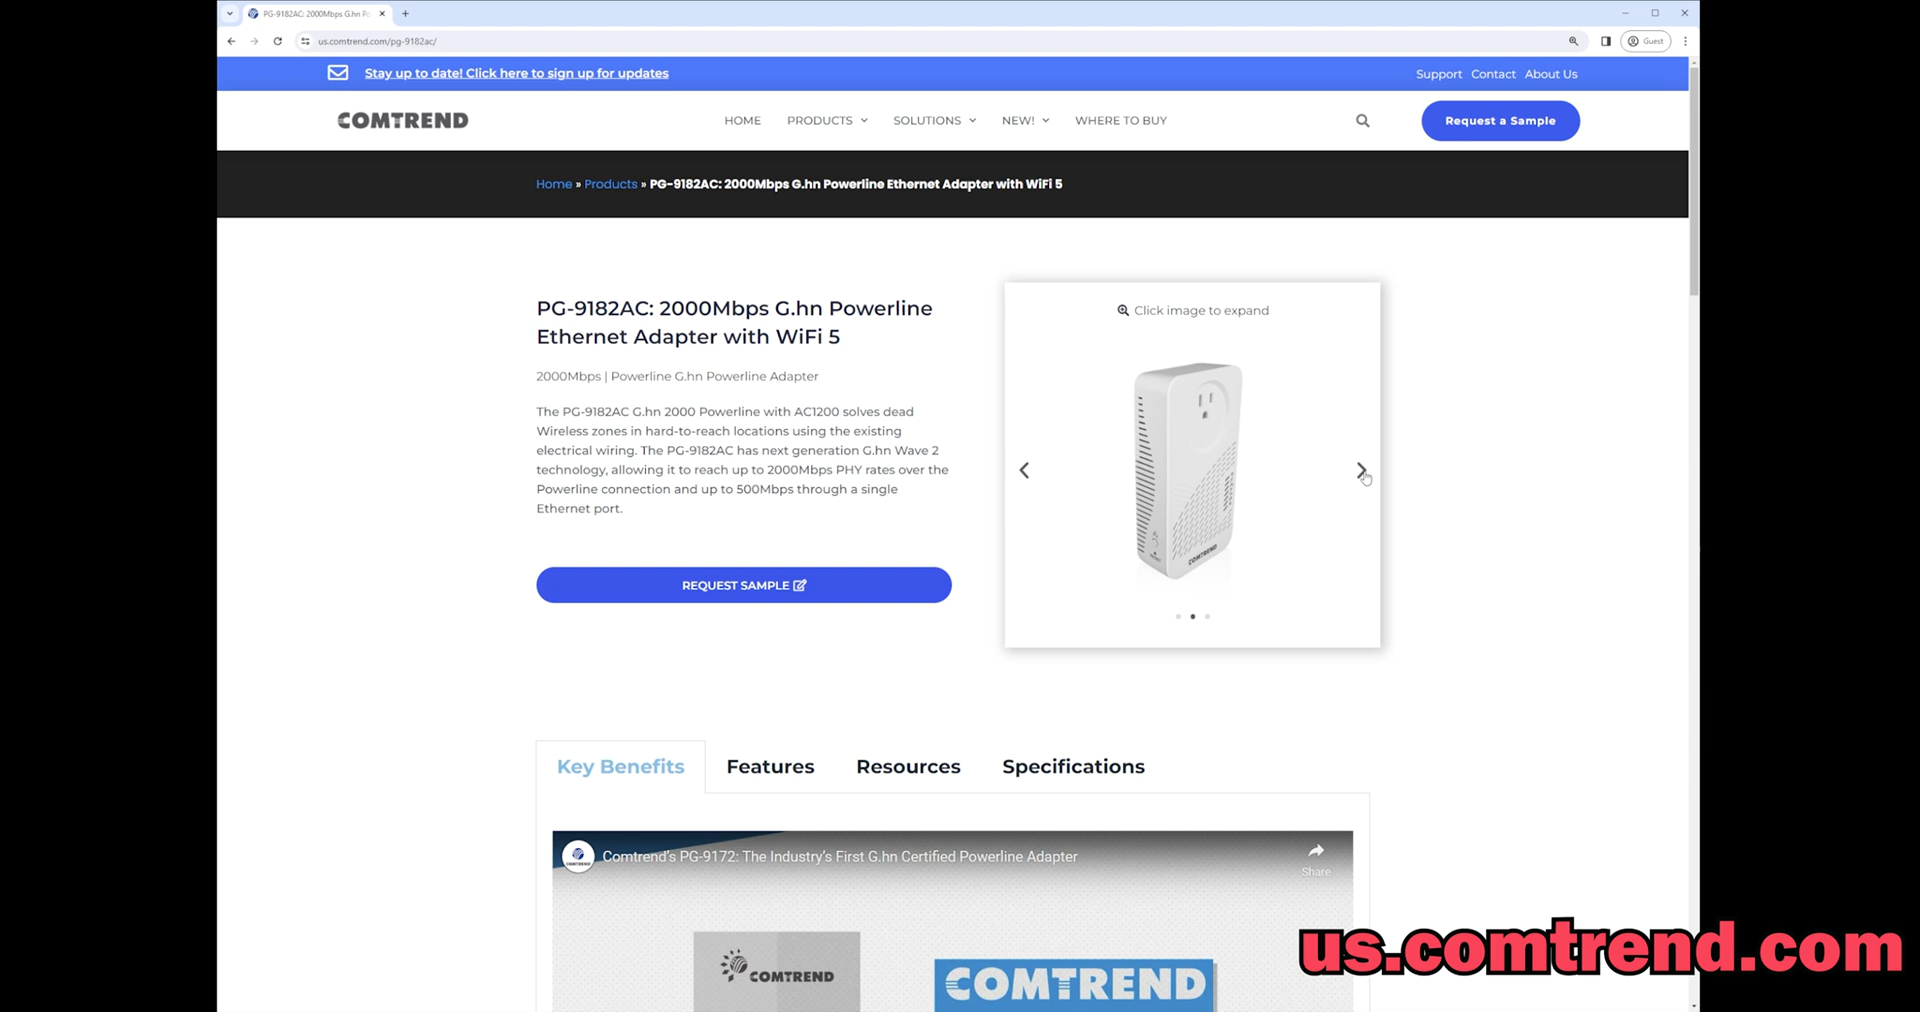 PG-9182AC: 2000Mbps G.hn Po
us.comtrend.com/pg-9182ac/
Guest
Stay up to date! Click here to sign up for updates
Support Contact About Us
COMTREND
HOME PRODUCTS SOLUTIONS NEW! WHERE TO BUY
Request a Sample
Home » Products » PG-9182AC: 2000Mbps G.hn Powerline Ethernet Adapter with WiFi 5
PG-9182AC: 2000Mbps G.hn Powerline
Ethernet Adapter with WiFi 5
2000Mbps | Powerline G.hn Powerline Adapter
The PG-9182AC G.hn 2000 Powerline with AC1200 solves dead
Wireless zones in hard-to-reach locations using the existing
electrical wiring. The PG-9182AC has next generation G.hn Wave 2
technology, allowing it to reach up to 2000Mbps PHY rates over the
Powerline connection and up to 500Mbps through a single
Ethernet port.
REQUEST SAMPLE
Click image to expand
COMTREND
Key Benefits Features Resources Specifications
Comtrend's PG-9172: The Industry's First G.hn Certified Powerline Adapter
Share
COMTREND
COMTREND
us.comtrend.com